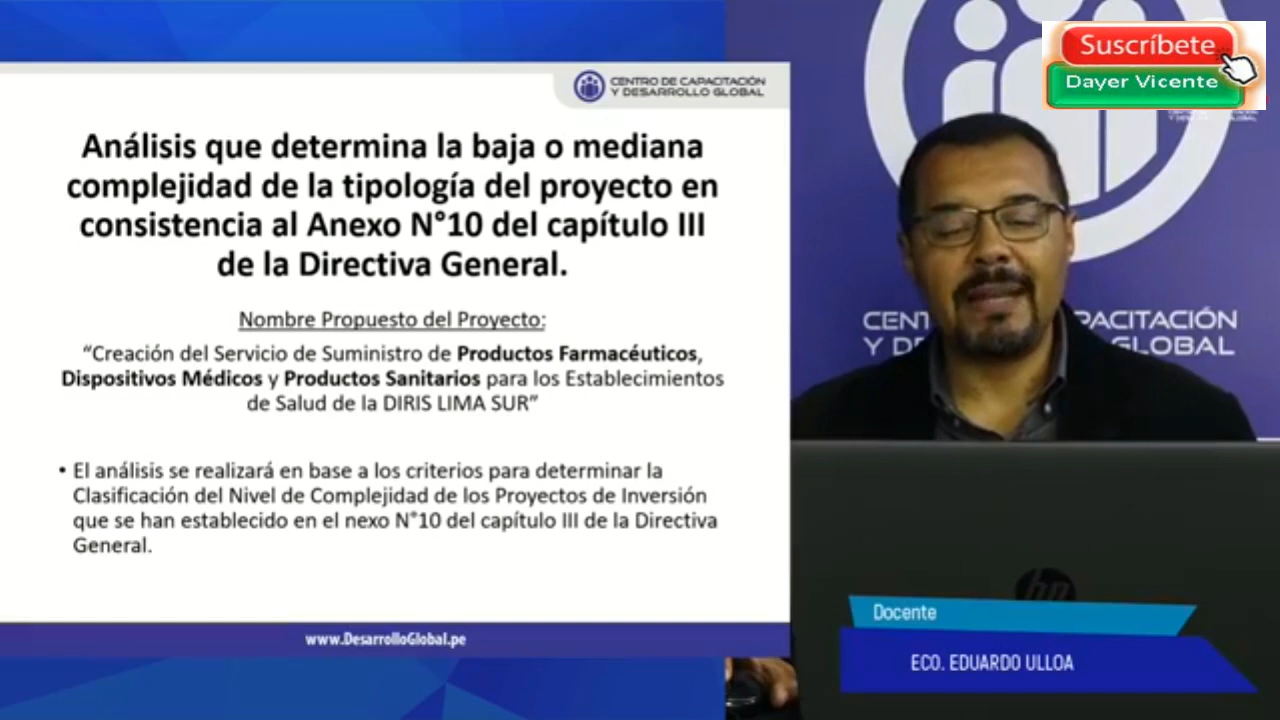 CENTRO DE CAPACITACIÓN
Y DESARROLLO GLOBAL
Análisis que determina la baja o mediana
complejidad de la tipología del proyecto en
consistencia al Anexo N°10 del capítulo III
de la Directiva General.
Nombre Propuesto del Proyecto:
“Creación del Servicio de Suministro de Productos Farmacéuticos,
Dispositivos Médicos y Productos Sanitarios para los Establecimientos
de Salud de la DIRIS LIMA SUR”
• El análisis se realizará en base a los criterios para determinar la
Clasificación del Nivel de Complejidad de los Proyectos de Inversión
que se han establecido en el nexo N°10 del capítulo III de la Directiva
General.
www.DesarrolloGlobal.pe
Suscríbete
Dayer Vicente
CENT PACITACIÓN
Y DE GLOBAL
hp
Docente
ECO. EDUARDO ULLOA